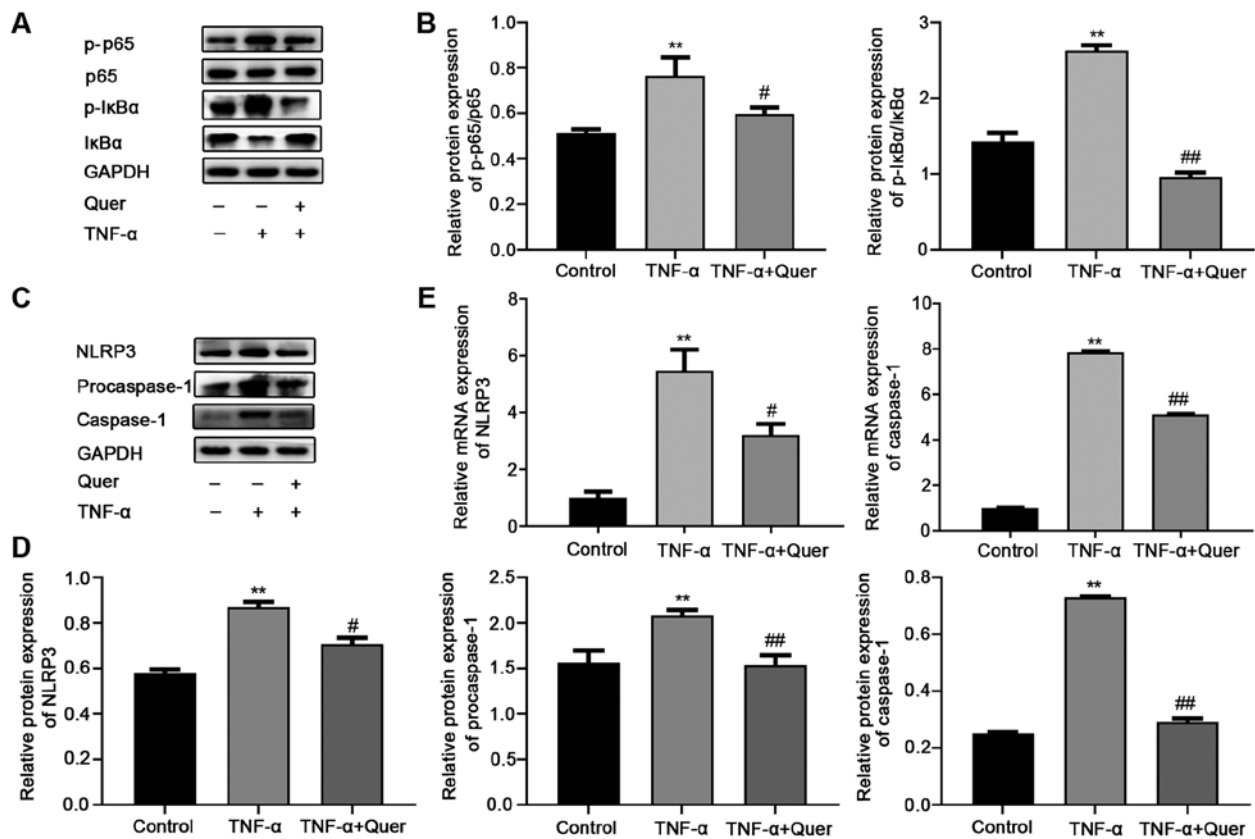 A
p-p65
p65
p-IκBα
IκBα
GAPDH
Quer − − +
TNF-α − + +
B
Relative protein expression
of p-p65/p65
1.0
0.8
0.6
0.4
0.2
0.0
**
#
Control TNF-α TNF-α+Quer
Relative protein expression
of p-IκBα/IκBα
3
2
1
0
**
##
Control TNF-α TNF-α+Quer
C
NLRP3
Procaspase-1
Caspase-1
GAPDH
Quer − − +
TNF-α − + +
E
Relative mRNA expression
of NLRP3
8
6
4
2
0
**
#
Control TNF-α TNF-α+Quer
Relative mRNA expression
of caspase-1
10
8
6
4
2
0
**
##
Control TNF-α TNF-α+Quer
D
Relative protein expression
of NLRP3
1.0
0.8
0.6
0.4
0.2
0.0
**
#
Control TNF-α TNF-α+Quer
Relative protein expression
of procaspase-1
2.5
2.0
1.5
1.0
0.5
0.0
**
##
Control TNF-α TNF-α+Quer
Relative protein expression
of caspase-1
0.8
0.6
0.4
0.2
0.0
**
##
Control TNF-α TNF-α+Quer